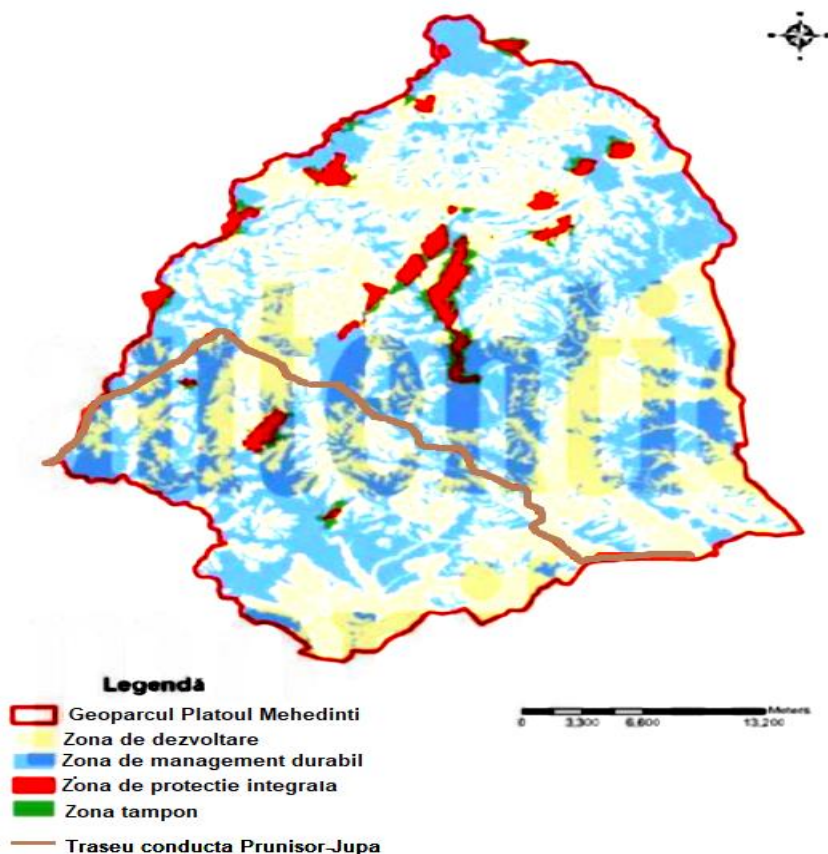 Legendă
Geoparcul Platoul Mehedinti
Zona de dezvoltare
Zona de management durabil
Zona de protectie integrala
Zona tampon
Traseu conducta Prunisor-Jupa
Meters
0 3,300 6,600 13,200